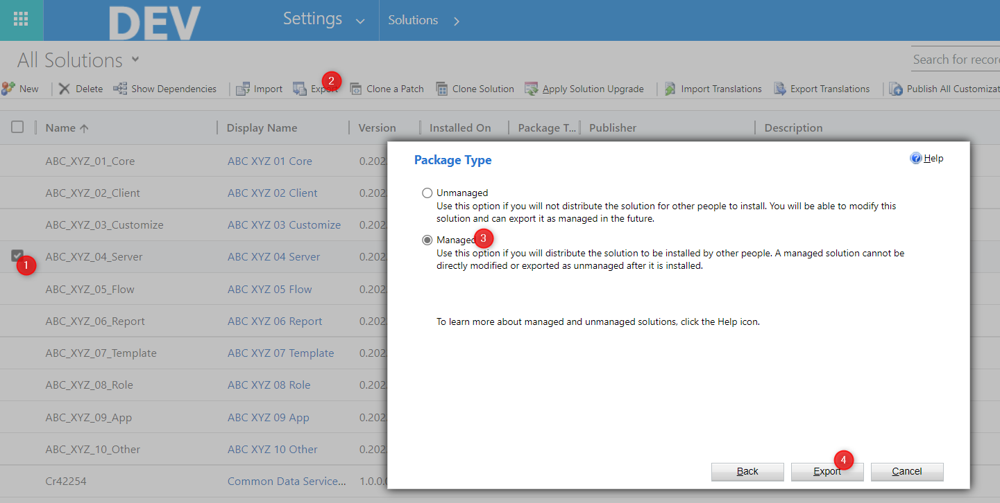 DEV
Settings
Solutions
All Solutions
Search for
New
Delete
Show Dependencies
Import
Export
2
Clone a Patch
Clone Solution
Apply Solution Upgrade
Import Translations
Export Translations
Publish All
Name
Display Name
Version
Installed On
Package T...
Publisher
Description
ABC_XYZ_01_Core
ABC XYZ 01 Core
0.202
ABC_XYZ_02_Client
ABC XYZ 02 Client
0.202
ABC_XYZ_03_Customize
ABC XYZ 03 Customize
0.202
1
ABC_XYZ_04_Server
ABC XYZ 04 Server
0.202
ABC_XYZ_05_Flow
ABC XYZ 05 Flow
0.202
ABC_XYZ_06_Report
ABC XYZ 06 Report
0.202
ABC_XYZ_07_Template
ABC XYZ 07 Template
0.202
ABC_XYZ_08_Role
ABC XYZ 08 Role
0.202
ABC_XYZ_09_App
ABC XYZ 09 App
0.202
ABC_XYZ_10_Other
ABC XYZ 10 Other
0.202
Cr42254
Common Data Service...
1.0.0.
Package Type
Help
Unmanaged
Use this option if you will not distribute the solution for other people to install. You will be able to modify this
solution and can export it as managed in the future.
Managed
3
Use this option if you will distribute the solution to be installed by other people. A managed solution cannot be
directly modified or exported as unmanaged after it is installed.
To learn more about managed and unmanaged solutions, click the Help icon.
Back
Export
4
Cancel